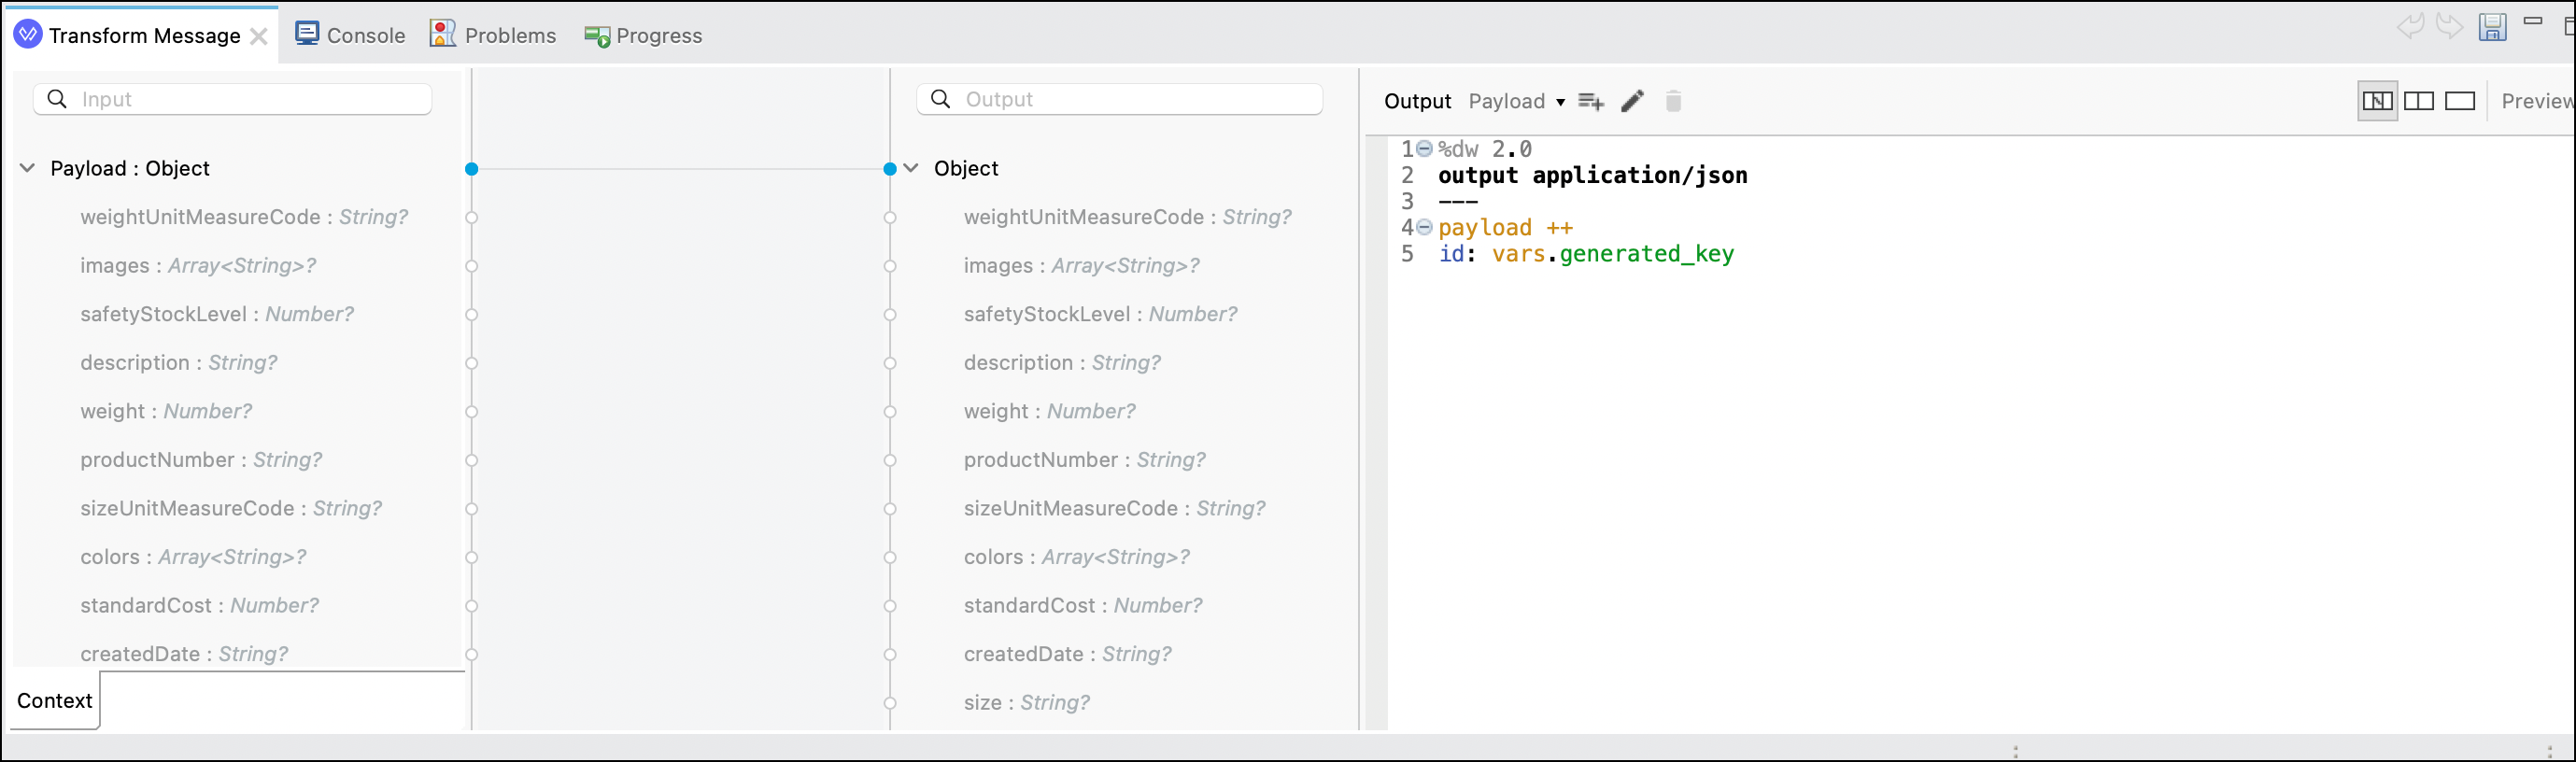 Transform Message
Console
Problems
Progress
Input
Payload : Object
weightUnitMeasureCode : String?
images : Array<String>?
safetyStockLevel : Number?
description : String?
weight : Number?
productNumber : String?
sizeUnitMeasureCode : String?
colors : Array<String>?
standardCost : Number?
createdDate : String?
Context
Output
Object
weightUnitMeasureCode : String?
images : Array<String>?
safetyStockLevel : Number?
description : String?
weight : Number?
productNumber : String?
sizeUnitMeasureCode : String?
colors : Array<String>?
standardCost : Number?
createdDate : String?
size : String?
Output Payload
Preview
1 %dw 2.0
2 output application/json
3 ---
4 payload ++
5 id: vars.generated_key